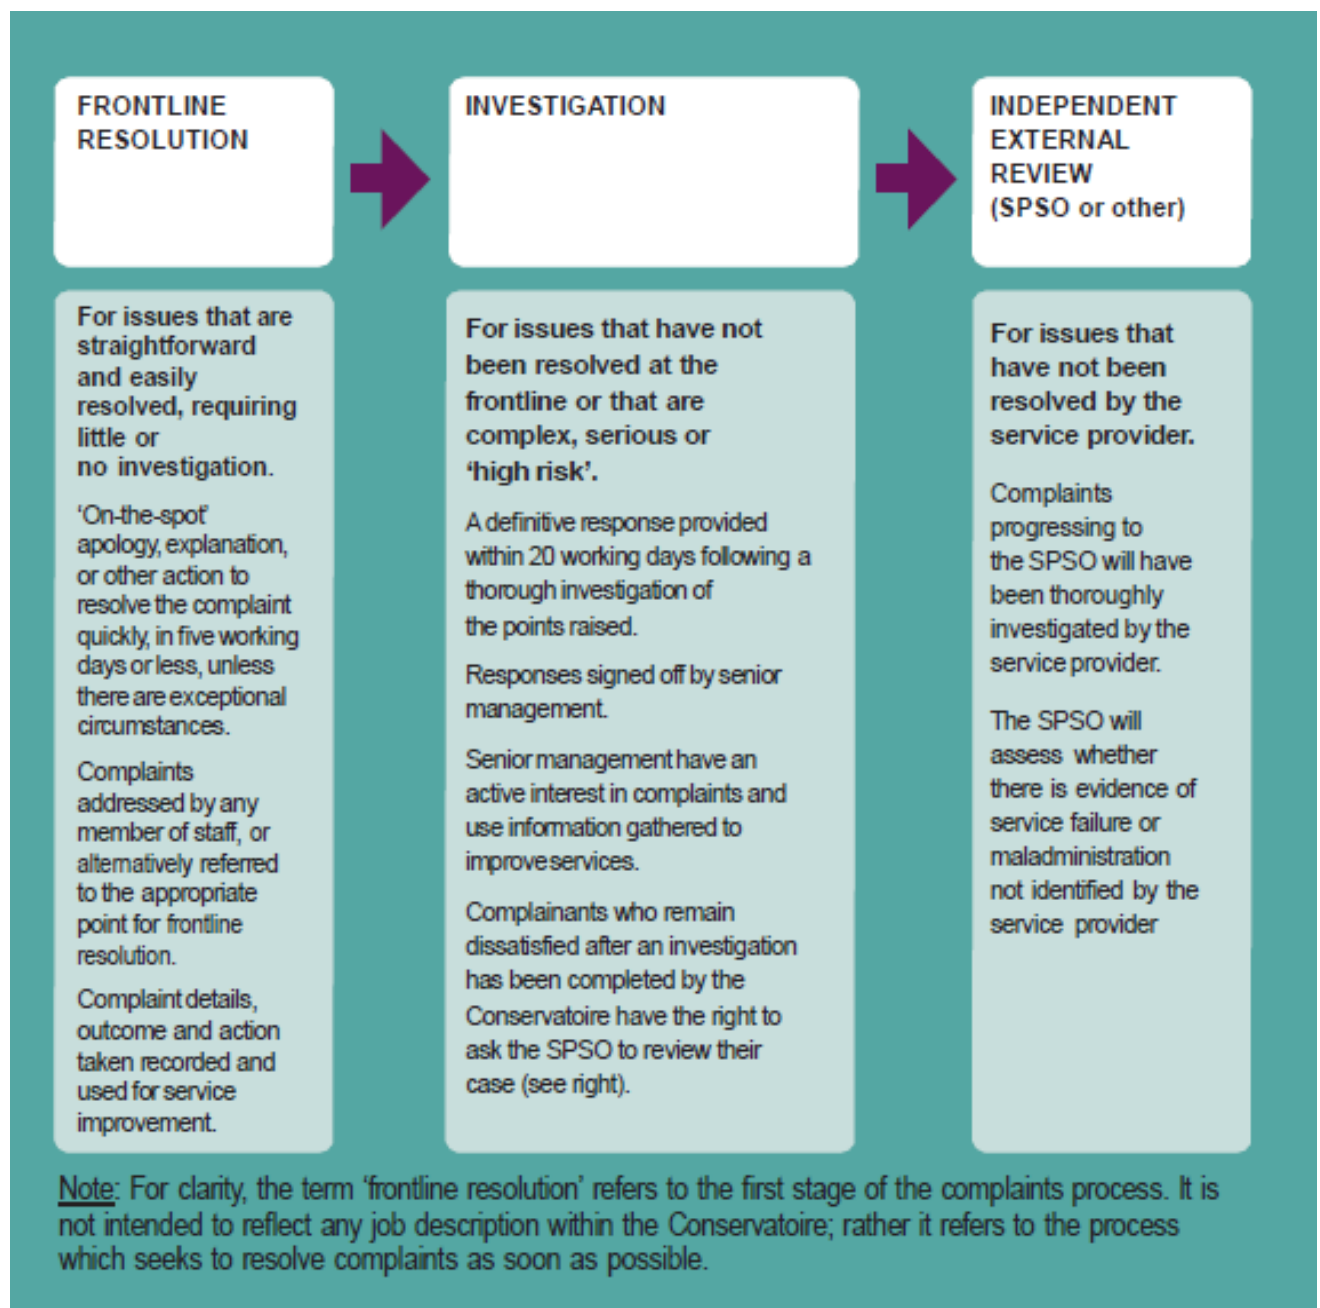 FRONTLINE
RESOLUTION
INVESTIGATION
INDEPENDENT
EXTERNAL
REVIEW
(SPSO or other)
For issues that are
straightforward
and easily
resolved, requiring
little or
no investigation.
‘On-the-spot’
apology, explanation,
or other action to
resolve the complaint
quickly, in five working
days or less, unless
there are exceptional
circumstances.
Complaints
addressed by any
member of staff, or
alternatively referred
to the appropriate
point for frontline
resolution.
Complaint details,
outcome and action
taken recorded and
used for service
improvement.
For issues that have not
been resolved at the
frontline or that are
complex, serious or
‘high risk’.
A definitive response provided
within 20 working days following a
thorough investigation of
the points raised.
Responses signed off by senior
management.
Senior management have an
active interest in complaints and
use information gathered to
improve services.
Complainants who remain
dissatisfied after an investigation
has been completed by the
Conservatoire have the right to
ask the SPSO to review their
case (see right).
For issues that
have not been
resolved by the
service provider.
Complaints
progressing to
the SPSO will have
been thoroughly
investigated by the
service provider.
The SPSO will
assess whether
there is evidence of
service failure or
maladministration
not identified by the
service provider
Note: For clarity, the term ‘frontline resolution’ refers to the first stage of the complaints process. It is
not intended to reflect any job description within the Conservatoire; rather it refers to the process
which seeks to resolve complaints as soon as possible.